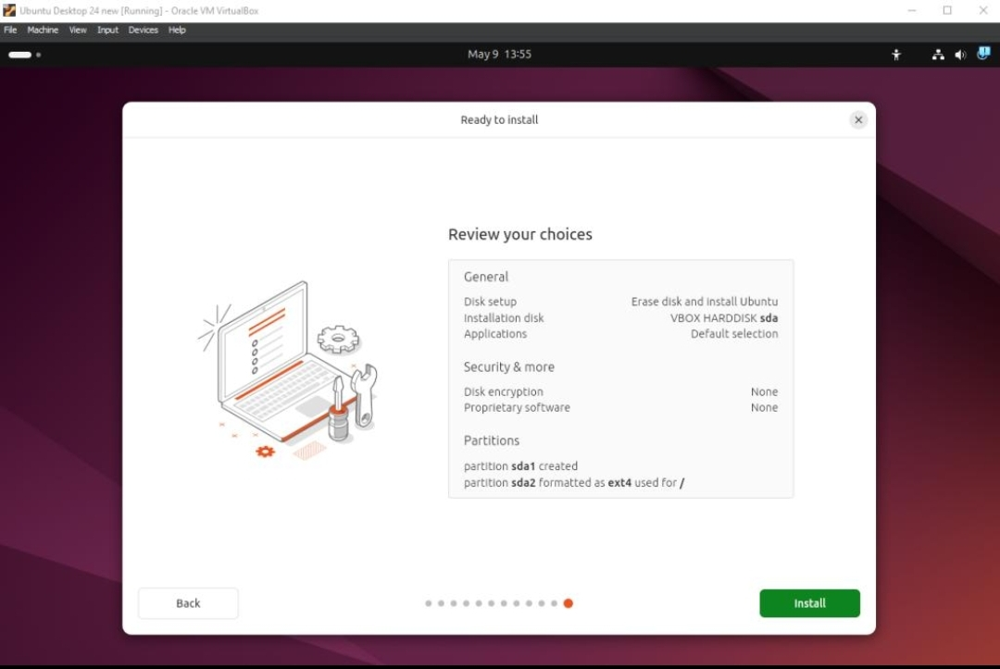 Ubuntu Desktop 24 new [Running] - Oracle VM VirtualBox
File Machine View Input Devices Help
May 9 13:55
Ready to install
Review your choices
General
Disk setup Erase disk and install Ubuntu
Installation disk VBOX HARDDISK sda
Applications Default selection
Security & more
Disk encryption None
Proprietary software None
Partitions
partition sda1 created
partition sda2 formatted as ext4 used for /
Back
Install